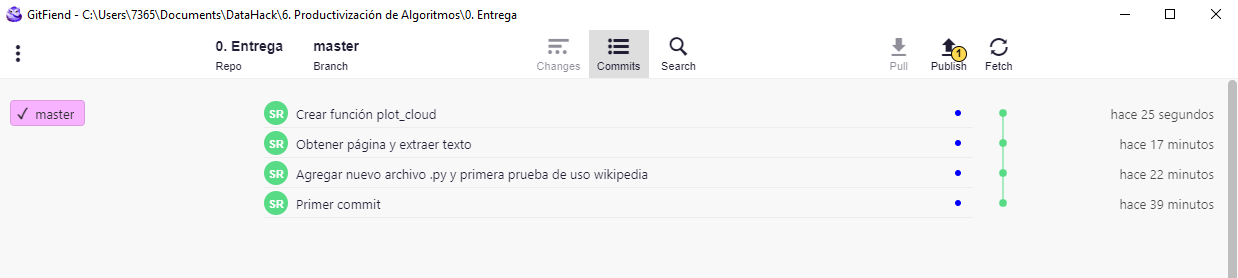 GitFiend - C:\Users\7365\Documents\DataHack\6. Productivización de Algoritmos\0. Entrega
0. Entrega master
Repo Branch
Changes Commits Search Pull Publish 1 Fetch
✓ master
SR Crear función plot_cloud hace 25 segundos
SR Obtener página y extraer texto hace 17 minutos
SR Agregar nuevo archivo .py y primera prueba de uso wikipedia hace 22 minutos
SR Primer commit hace 39 minutos